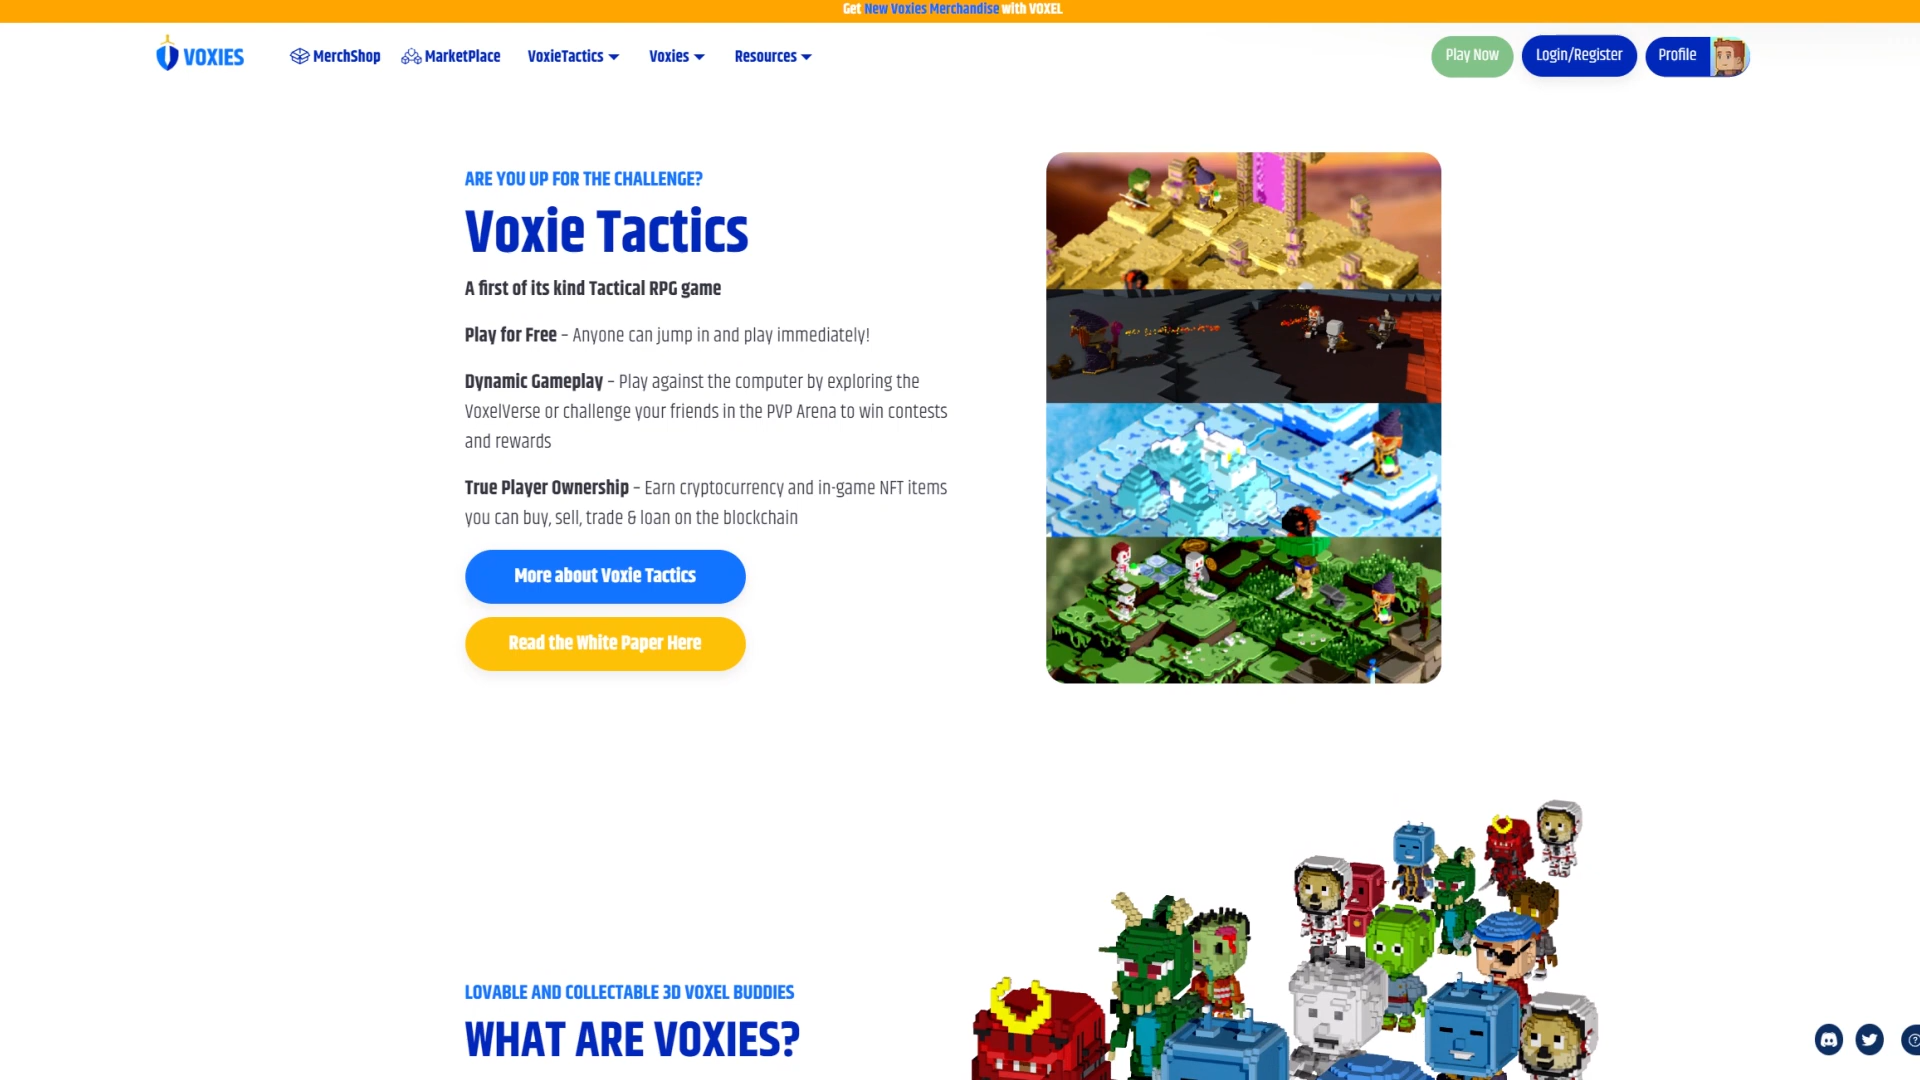 Get New Voxies Merchandise with VOXEL
VOXIES
MerchShop
MarketPlace
VoxieTactics
Voxies
Resources
Play Now
Login/Register
Profile
ARE YOU UP FOR THE CHALLENGE?
Voxie Tactics
A first of its kind Tactical RPG game
Play for Free – Anyone can jump in and play immediately!
Dynamic Gameplay – Play against the computer by exploring the
VoxelVerse or challenge your friends in the PVP Arena to win contests
and rewards
True Player Ownership – Earn cryptocurrency and in-game NFT items
you can buy, sell, trade & loan on the blockchain
More about Voxie Tactics
Read the White Paper Here
LOVABLE AND COLLECTABLE 3D VOXEL BUDDIES
WHAT ARE VOXIES?